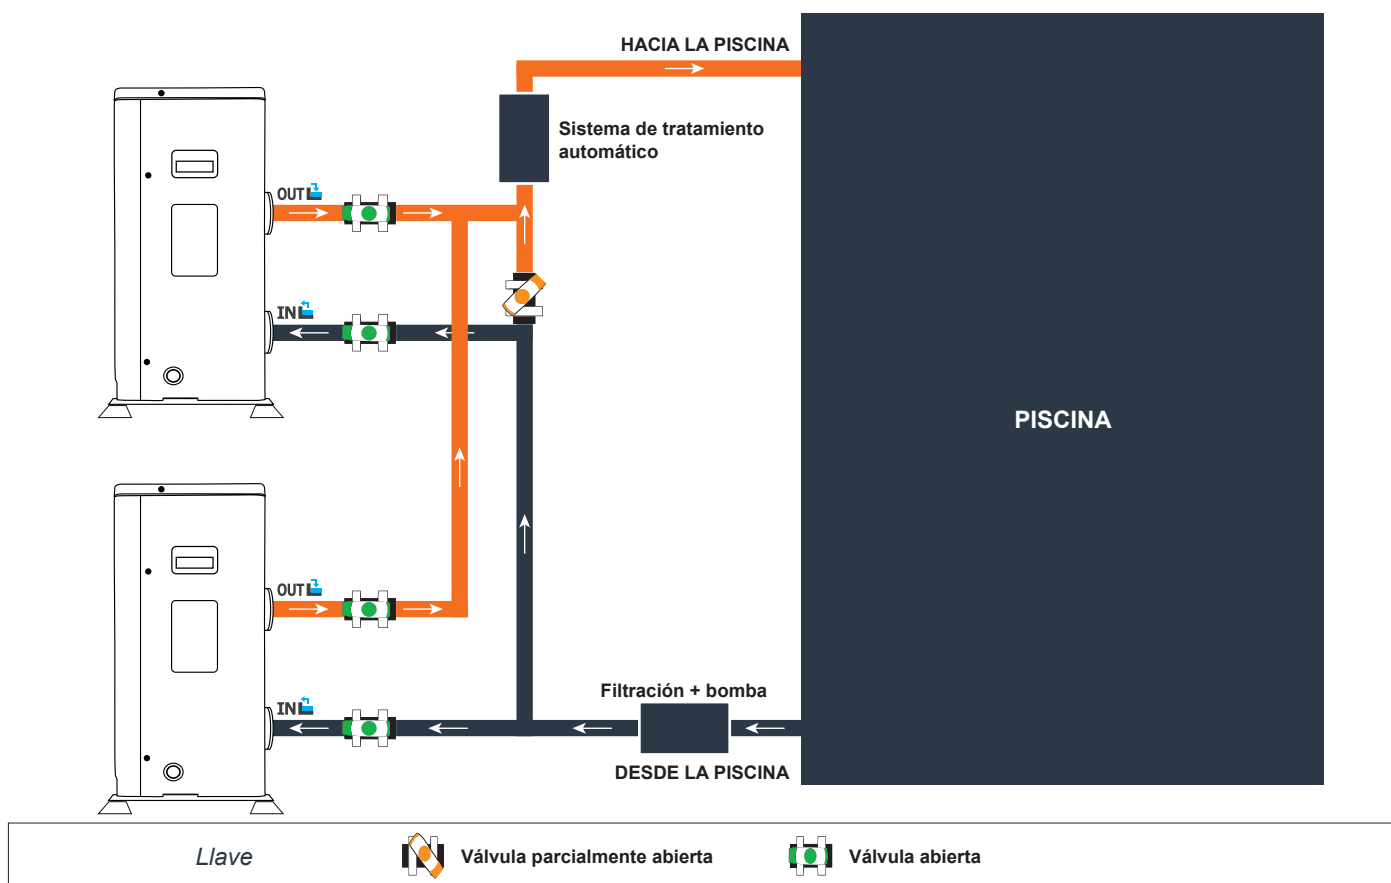 HACIA LA PISCINA
Sistema de tratamiento
automático
OUT
IN
PISCINA
OUT
IN
Filtración + bomba
DESDE LA PISCINA
Llave
Válvula parcialmente abierta
Válvula abierta